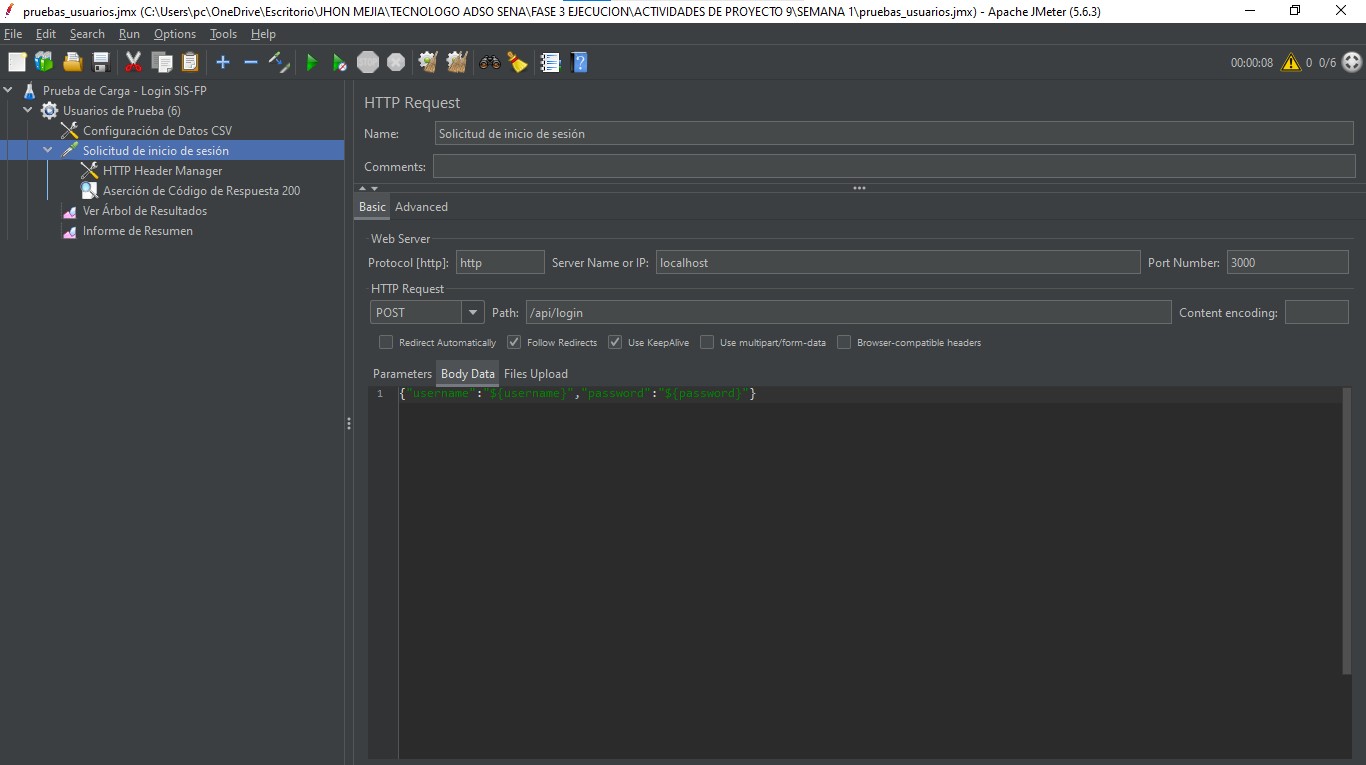 pruebas_usuarios.jmx (C:\Users\pc\OneDrive\Escritorio\JHON MEJIA\TECNOLOGO ADSO SENA\FASE 3 EJECUCION\ACTIVIDADES DE PROYECTO 9\SEMANA 1\pruebas_usuarios.jmx) - Apache JMeter (5.6.3)
File Edit Search Run Options Tools Help
STOP 00:00:08 0 0/6
Prueba de Carga - Login SIS-FP
Usuarios de Prueba (6)
Configuración de Datos CSV
Solicitud de inicio de sesión
HTTP Header Manager
Aserción de Código de Respuesta 200
Ver Árbol de Resultados
Informe de Resumen
HTTP Request
Name: Solicitud de inicio de sesión
Comments:
Basic Advanced
Web Server
Protocol [http]: http Server Name or IP: localhost Port Number: 3000
HTTP Request
POST Path: /api/login Content encoding:
Redirect Automatically Follow Redirects Use KeepAlive Use multipart/form-data Browser-compatible headers
Parameters Body Data Files Upload
1 {"username":"${username}","password":"${password}"}